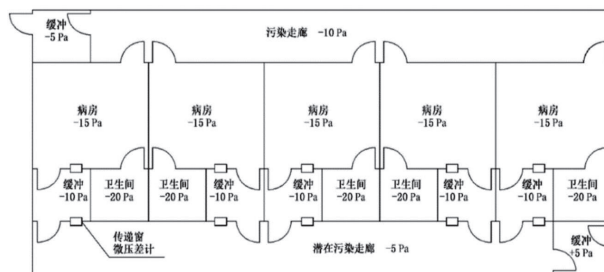 缓冲
-5 Pa
污染走廊 -10 Pa
病房
-15 Pa
病房
-15 Pa
病房
-15 Pa
病房
-15 Pa
病房
-15 Pa
缓冲
-10 Pa
卫生间
-20 Pa
卫生间
-20 Pa
缓冲
-10 Pa
缓冲
-10 Pa
卫生间
-20 Pa
卫生间
-20 Pa
缓冲
-10 Pa
缓冲
-10 Pa
卫生间
-20 Pa
传递窗
微压差计
潜在污染走廊 -5 Pa
缓冲
+5 Pa